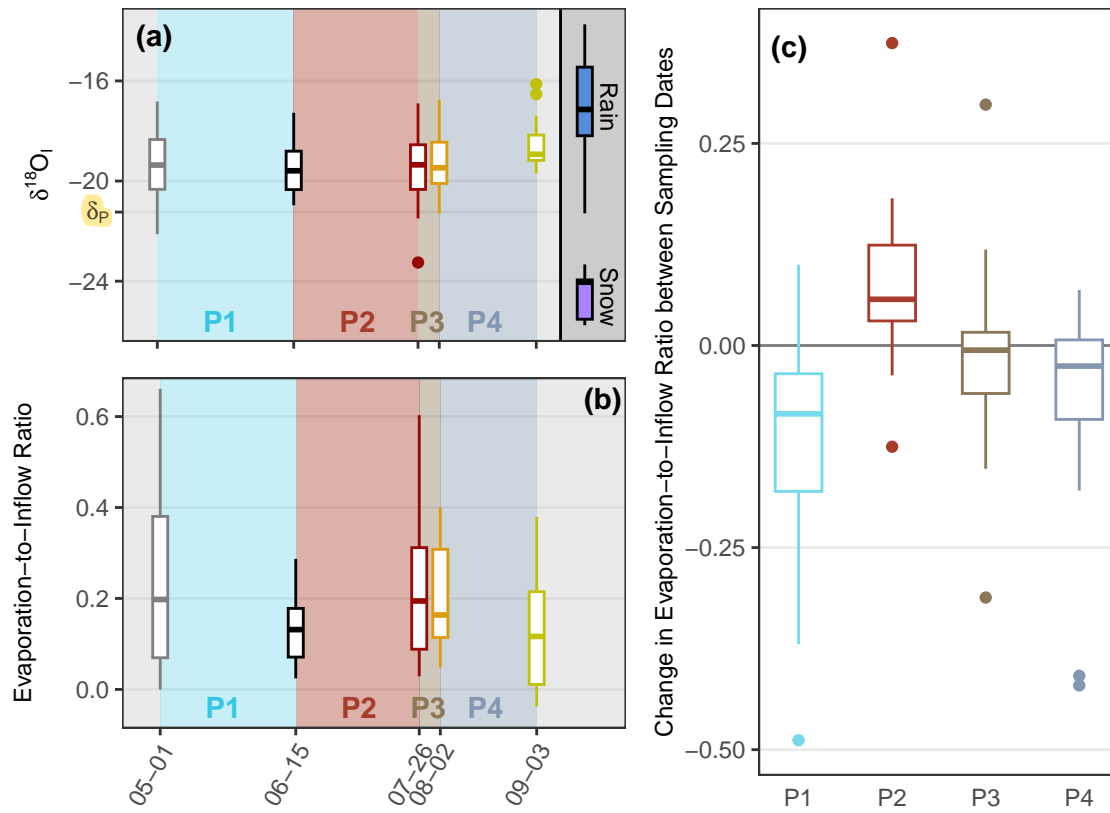 (a)
δ¹⁸O_I
−16
−20
δ_P
−24
P1
P2
P3
P4
Rain
Snow
(b)
Evaporation−to−Inflow Ratio
0.6
0.4
0.2
0.0
P1
P2
P3
P4
05−01
06−15
07−26
08−02
09−03
(c)
Change in Evaporation−to−Inflow Ratio between Sampling Dates
0.25
0.00
−0.25
−0.50
P1
P2
P3
P4